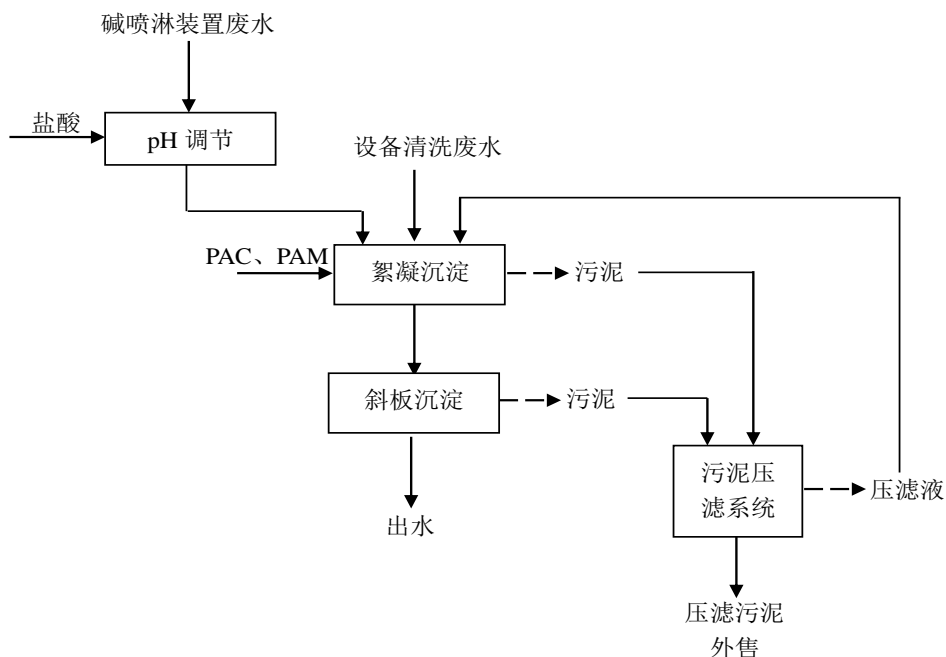 碱喷淋装置废水
盐酸
pH 调节
设备清洗废水
PAC、PAM
絮凝沉淀
污泥
斜板沉淀
污泥
污泥压
滤系统
压滤液
出水
压滤污泥
外售